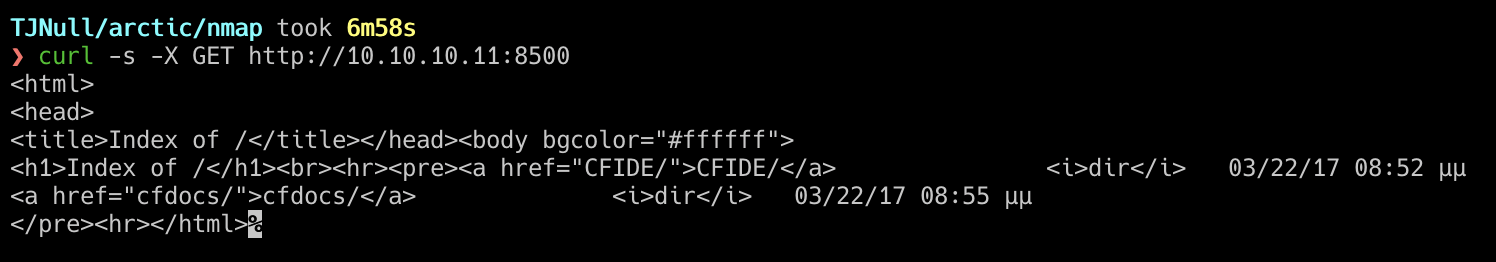 TJNull/arctic/nmap took 6m58s
❯ curl -s -X GET http://10.10.10.11:8500
<html>
<head>
<title>Index of /</title></head><body bgcolor="#ffffff">
<h1>Index of /</h1><br><hr><pre><a href="CFIDE/">CFIDE/</a>               <i>dir</i>   03/22/17 08:52 μμ
<a href="cfdocs/">cfdocs/</a>              <i>dir</i>   03/22/17 08:55 μμ
</pre><hr></html>%